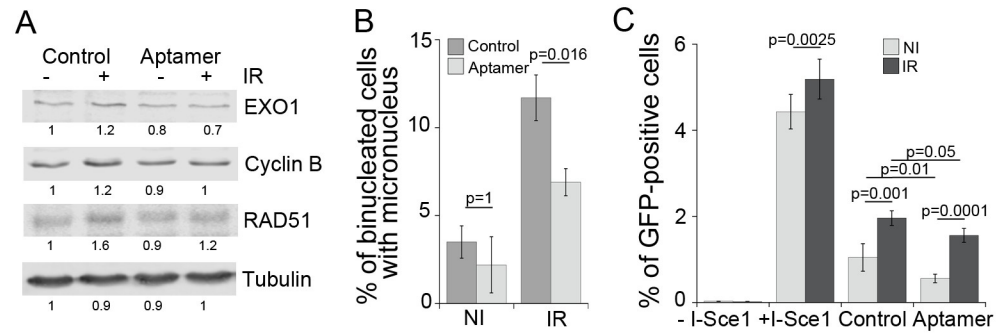 A
Control Aptamer
- + - + IR
EXO1
1 1.2 0.8 0.7
Cyclin B
1 1.2 0.9 1
RAD51
1 1.6 0.9 1.2
Tubulin
1 0.9 0.9 1
B
% of binucleated cells
with micronucleus
15
10
5
0
Control
Aptamer
p=0.016
p=1
NI IR
C
% of GFP-positive cells
6
4
2
0
NI
IR
p=0.0025
p=0.05
p=0.01
p=0.001
p=0.0001
- I-Sce1 +I-Sce1 Control Aptamer